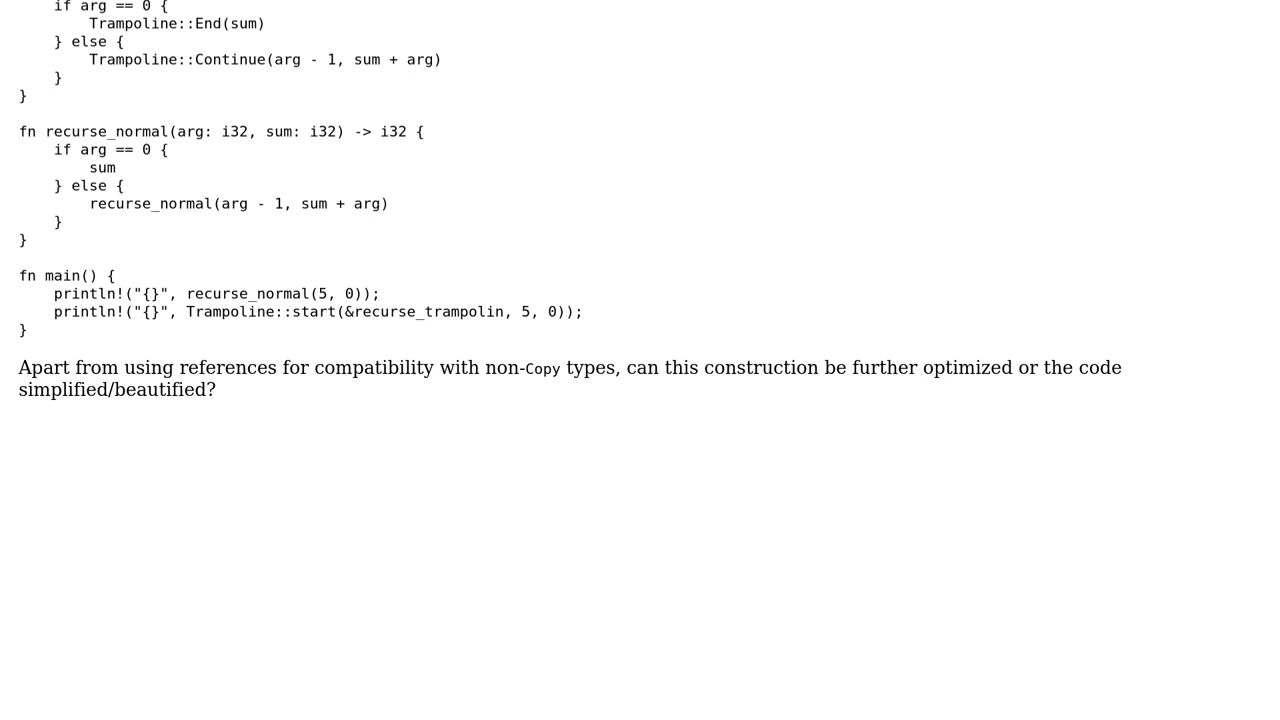 if arg == 0 {
        Trampoline::End(sum)
    } else {
        Trampoline::Continue(arg - 1, sum + arg)
    }
}
fn recurse_normal(arg: i32, sum: i32) -> i32 {
    if arg == 0 {
        sum
    } else {
        recurse_normal(arg - 1, sum + arg)
    }
}
fn main() {
    println!("{}", recurse_normal(5, 0));
    println!("{}", Trampoline::start(&recurse_trampolin, 5, 0));
}
Apart from using references for compatibility with non-Copy types, can this construction be further optimized or the code
simplified/beautified?